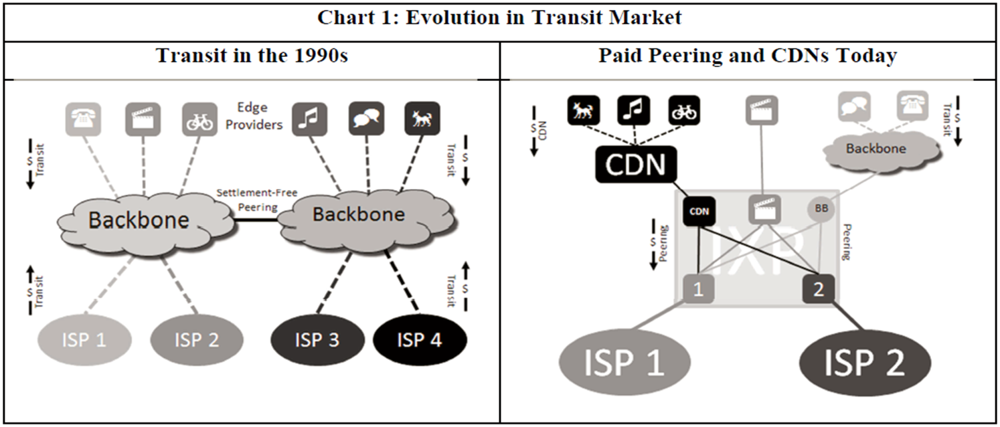 Chart 1: Evolution in Transit Market
Transit in the 1990s
Edge
Providers
$
Transit
$
Transit
Settlement-Free
Peering
Backbone
Backbone
$
Transit
$
Transit
ISP 1
ISP 2
ISP 3
ISP 4
Paid Peering and CDNs Today
$
CDN
$
Transit
CDN
Backbone
CDN
BB
$
Peering
Peering
IXP
1
2
ISP 1
ISP 2